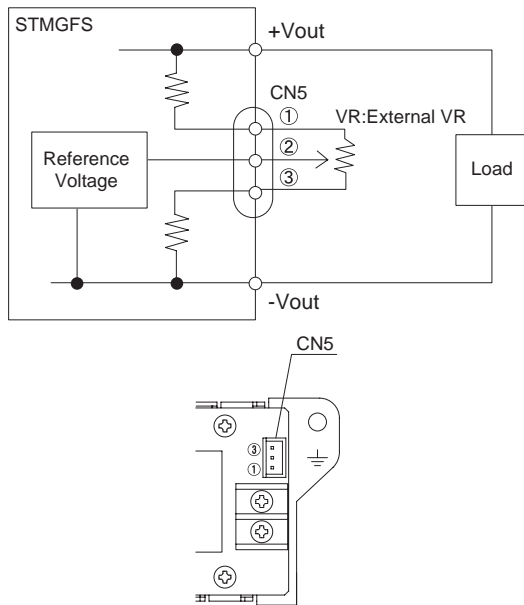 STMGFS
+Vout
CN5
①
VR:External VR
②
Reference
Voltage
Load
③
-Vout
CN5
③
①